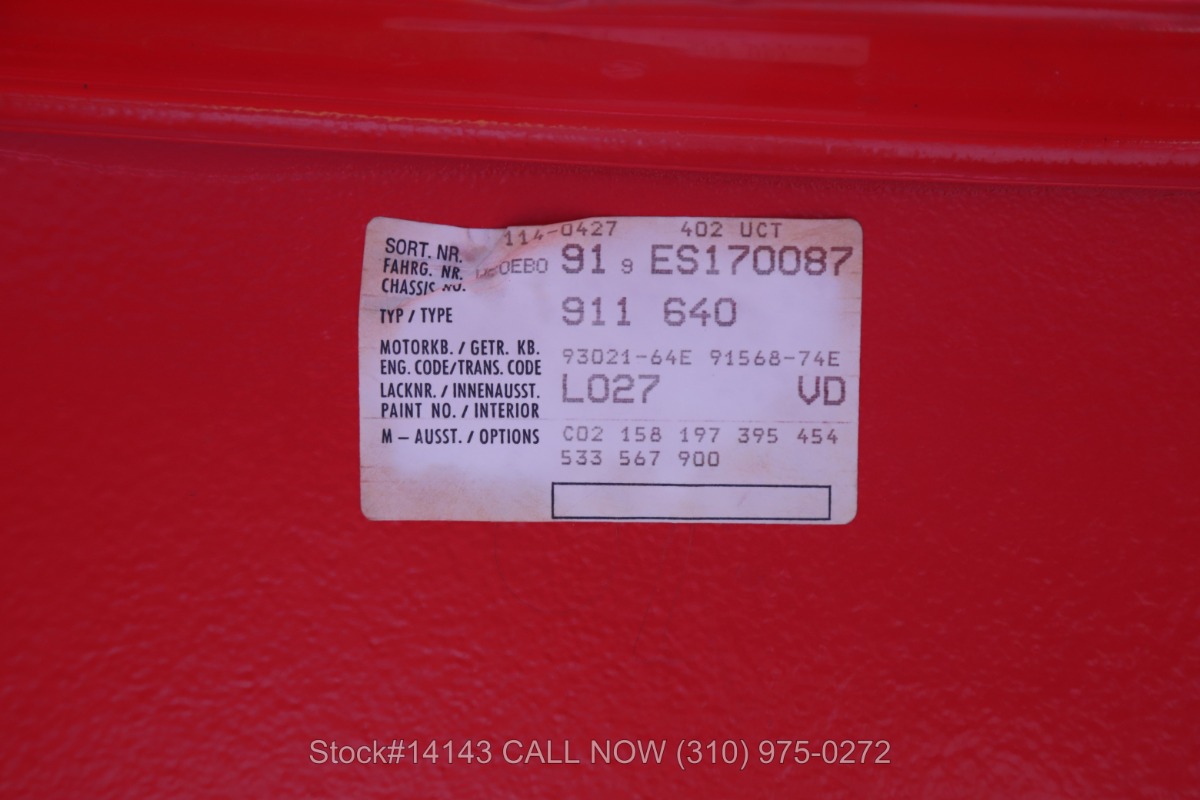 SORT. NR. 114-0427 402 UCT
FAHRG. NR. OEBO 91 9 ES170087
CHASSIS NO.
TYP / TYPE 911 640
MOTORKB. / GETR. KB.
ENG. CODE/TRANS. CODE 93021-64E 91568-74E
LACKNR. / INNENAUSST. L027 VD
PAINT NO. / INTERIOR
M – AUSST. / OPTIONS C02 158 197 395 454
533 567 900
Stock#14143 CALL NOW (310) 975-0272